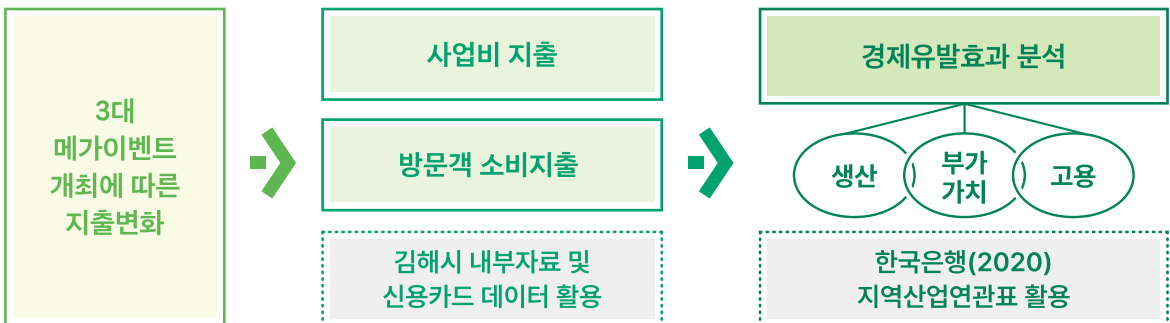 3대
메가이벤트
개최에 따른
지출변화
사업비 지출
방문객 소비지출
김해시 내부자료 및
신용카드 데이터 활용
경제유발효과 분석
생산
부가
가치
고용
한국은행(2020)
지역산업연관표 활용